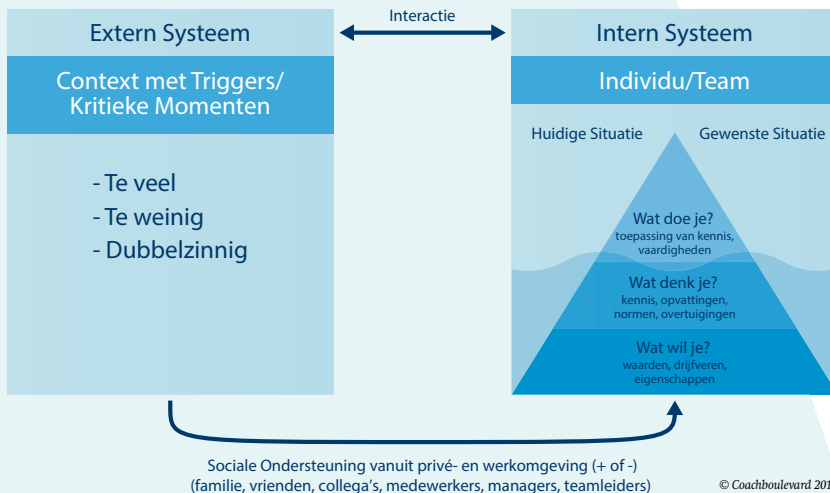 Extern Systeem
Interactie
Intern Systeem
Context met Triggers/
Kritieke Momenten
Individu/Team
- Te veel
- Te weinig
- Dubbelzinnig
Huidige Situatie
Gewenste Situatie
Wat doe je?
toepassing van kennis,
vaardigheden
Wat denk je?
kennis, opvattingen,
normen, overtuigingen
Wat wil je?
waarden, drijfveren,
eigenschappen
Sociale Ondersteuning vanuit privé- en werkomgeving (+ of -)
(familie, vrienden, collega's, medewerkers, managers, teamleiders)
© Coachboulevard 201